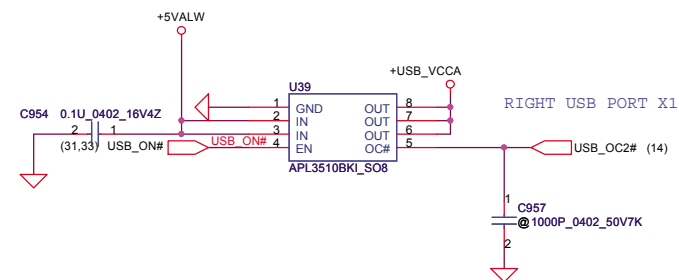 +5VALW
+USB_VCCA
U39
RIGHT USB PORT X1
C954 0.1U_0402_16V4Z
1 GND OUT 8
2 IN OUT 7
3 IN OUT 6
4 EN OC# 5
2 1
(31,33) USB_ON#
USB_ON#
USB_OC2# (14)
APL3510BKI_SO8
1
C957
@ 1000P_0402_50V7K
2